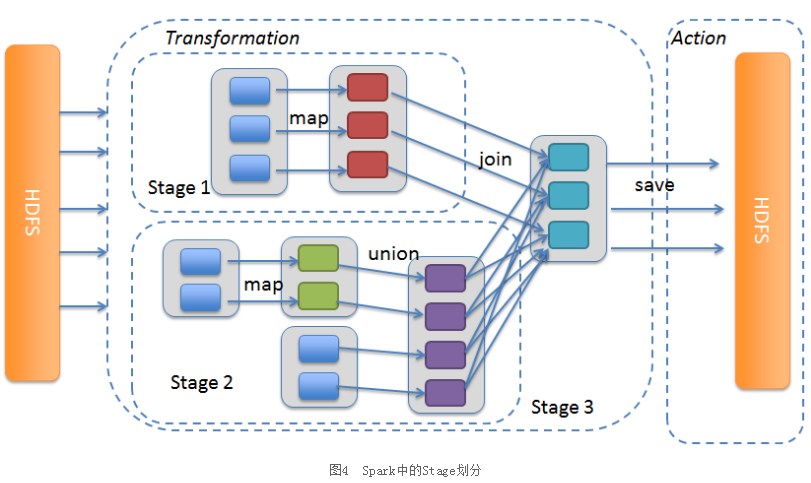 Transformation
Action
HDFS
map
join
Stage 1
save
HDFS
union
map
Stage 2
Stage 3
图4 Spark中的Stage划分